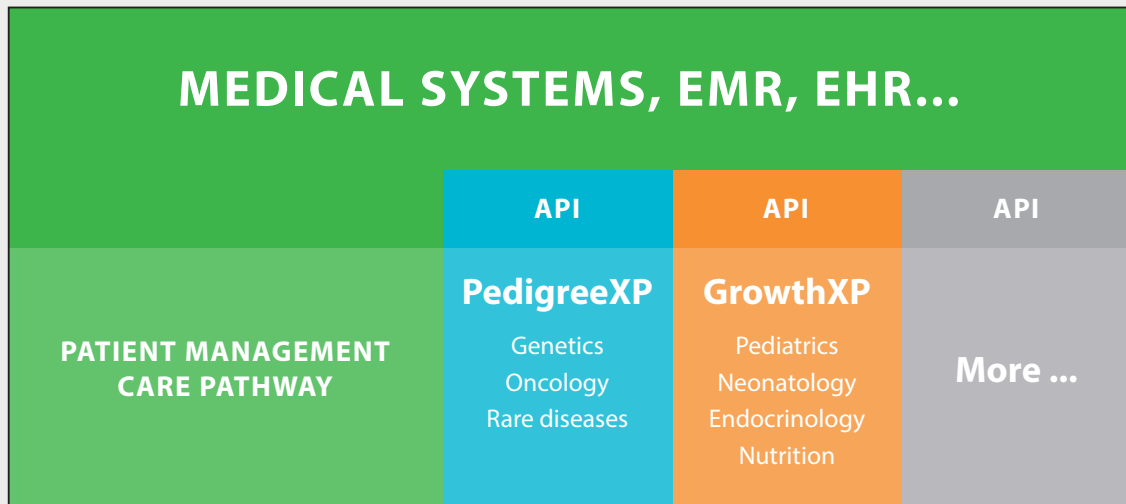 MEDICAL SYSTEMS, EMR, EHR...
API
API
API
PATIENT MANAGEMENT
CARE PATHWAY
PedigreeXP
Genetics
Oncology
Rare diseases
GrowthXP
Pediatrics
Neonatology
Endocrinology
Nutrition
More ...